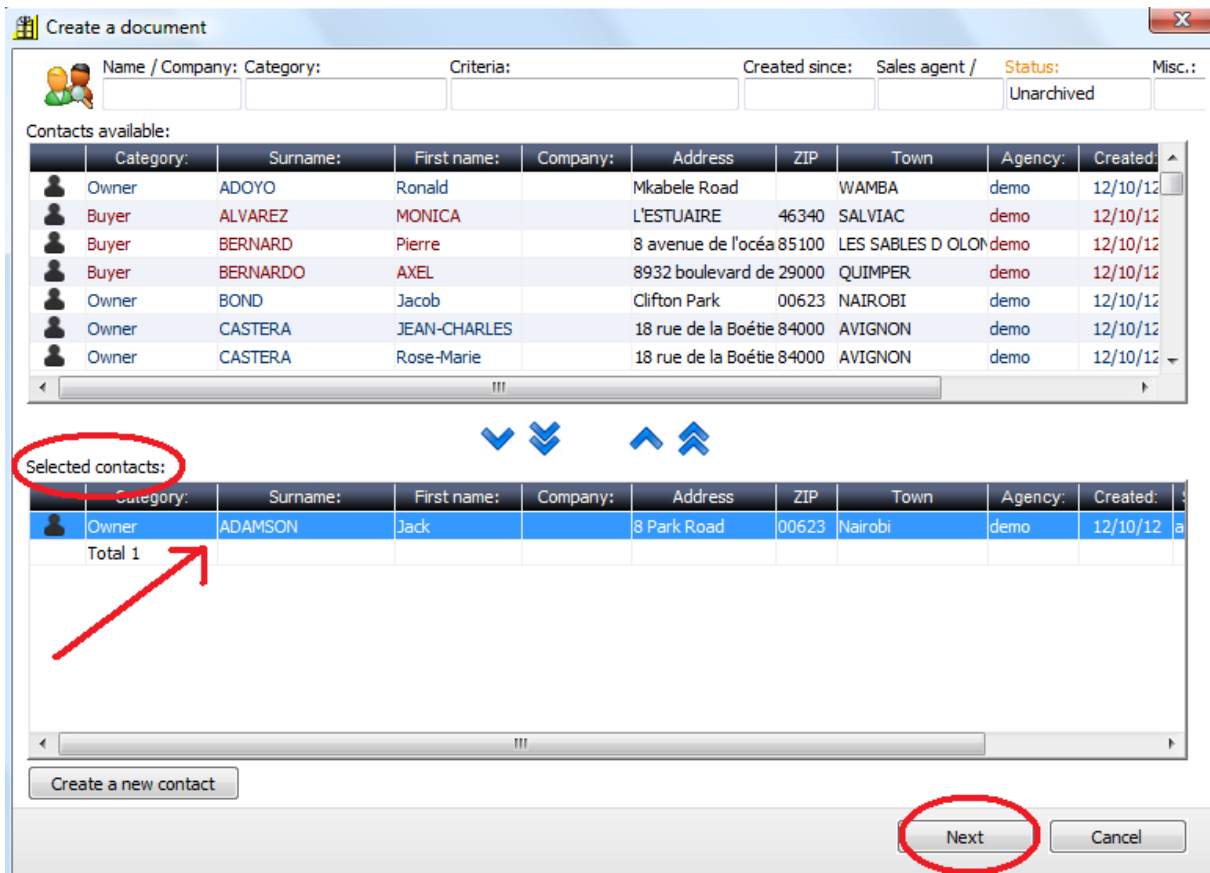 Create a document
Name / Company: Category: Criteria: Created since: Sales agent / Status: Misc.:
Unarchived
Contacts available:
Category: Surname: First name: Company: Address ZIP Town Agency: Created:
Owner ADOYO Ronald Mkabele Road WAMBA demo 12/10/12
Buyer ALVAREZ MONICA L'ESTUAIRE 46340 SALVIAC demo 12/10/12
Buyer BERNARD Pierre 8 avenue de l'océa 85100 LES SABLES D OLON demo 12/10/12
Buyer BERNARDO AXEL 8932 boulevard de 29000 QUIMPER demo 12/10/12
Owner BOND Jacob Clifton Park 00623 NAIROBI demo 12/10/12
Owner CASTERA JEAN-CHARLES 18 rue de la Boétie 84000 AVIGNON demo 12/10/12
Owner CASTERA Rose-Marie 18 rue de la Boétie 84000 AVIGNON demo 12/10/12
Selected contacts:
Category: Surname: First name: Company: Address ZIP Town Agency: Created:
Owner ADAMSON Jack 8 Park Road 00623 Nairobi demo 12/10/12 a
Total 1
Create a new contact
Next Cancel